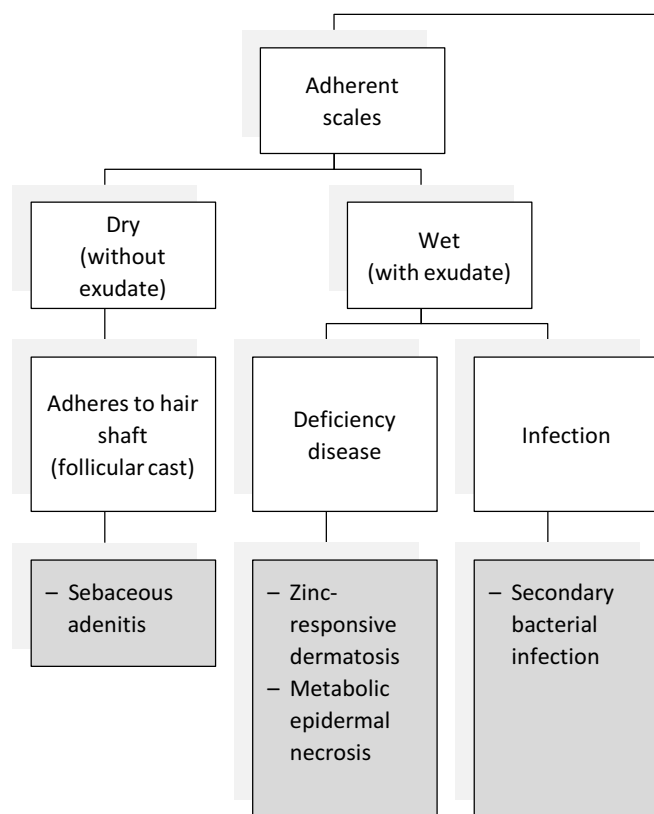 Adherent
scales
Dry
(without
exudate)
Wet
(with exudate)
Adheres to hair
shaft
(follicular cast)
Deficiency
disease
Infection
– Sebaceous
adenitis
– Zinc-
responsive
dermatosis
– Metabolic
epidermal
necrosis
– Secondary
bacterial
infection